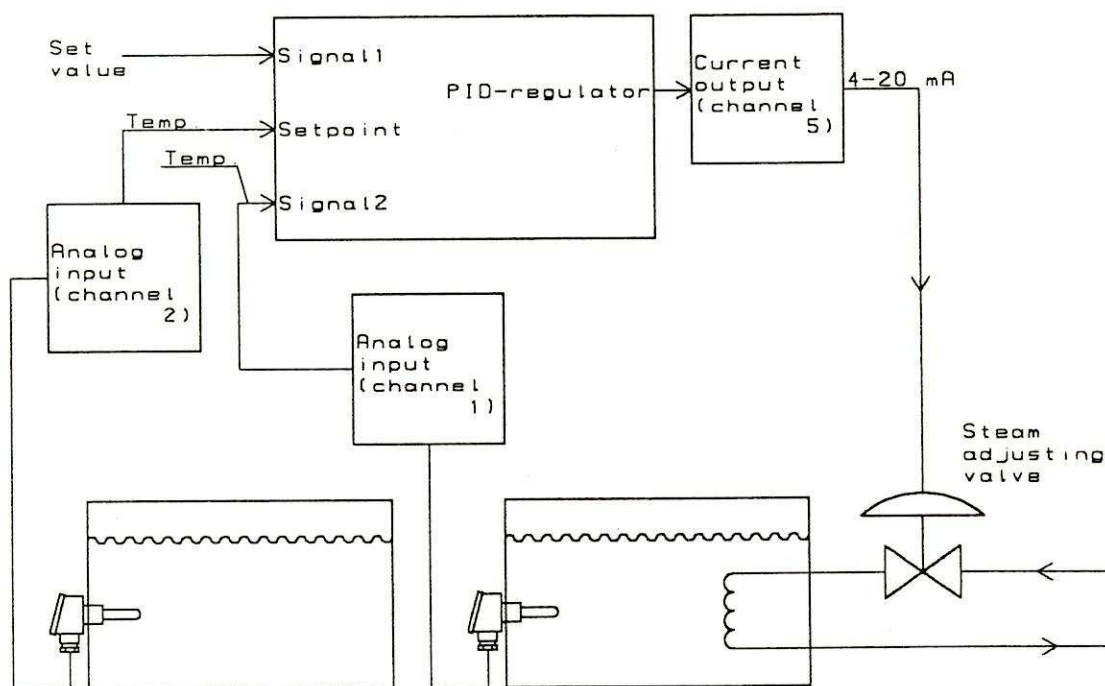 Set
value
Signal1
PID-regulator
Current
output
(channel
5)
4-20 mA
Temp.
Setpoint
Temp.
Signal2
Analog
input
(channel
2)
Analog
input
(channel
1)
Steam
adjusting
valve